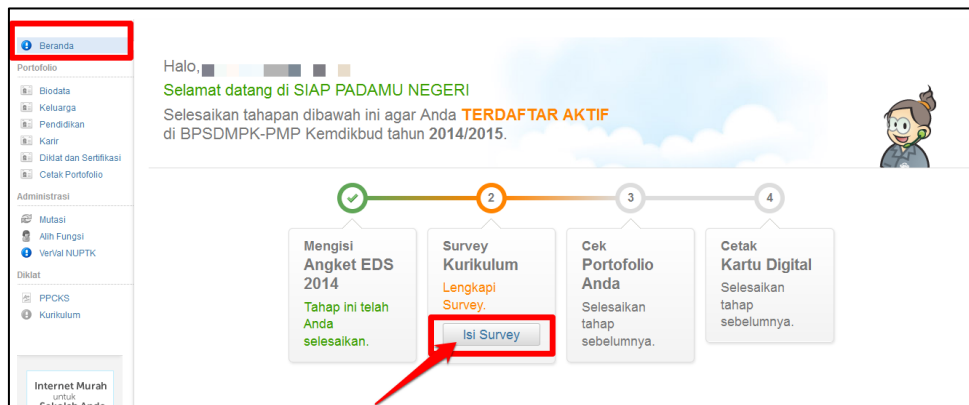 Beranda
Portofolio
Biodata
Keluarga
Pendidikan
Karir
Diklat dan Sertifikasi
Cetak Portofolio
Administrasi
Mutasi
Alih Fungsi
VerVal NUPTK
Diklat
PPCKS
Kurikulum
Internet Murah
untuk
Sekolah Anda
Halo,
Selamat datang di SIAP PADAMU NEGERI
Selesaikan tahapan dibawah ini agar Anda TERDAFTAR AKTIF
di BPSDMPK-PMP Kemdikbud tahun 2014/2015.
2
3
4
Mengisi
Angket EDS
2014
Tahap ini telah
Anda
selesaikan.
Survey
Kurikulum
Lengkapi
Survey.
Isi Survey
Cek
Portofolio
Anda
Selesaikan
tahap
sebelumnya.
Cetak
Kartu Digital
Selesaikan
tahap
sebelumnya.